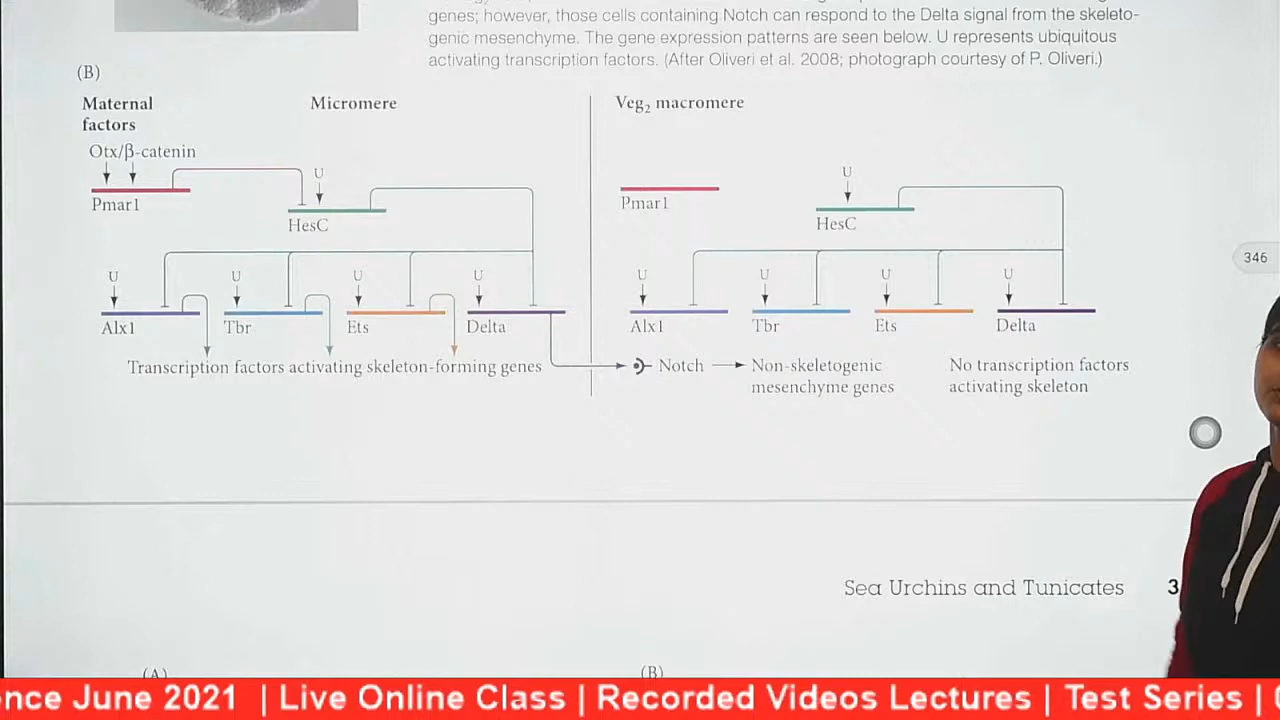 genes; however, those cells containing Notch can respond to the Delta signal from the skeleto-
genic mesenchyme. The gene expression patterns are seen below. U represents ubiquitous
activating transcription factors. (After Oliveri et al. 2008; photograph courtesy of P. Oliveri.)
(B)
Maternal
factors
Micromere
Veg2 macromere
Otx/β-catenin
U
U
Pmar1
HesC
Pmar1
HesC
U
U
U
U
U
U
U
U
Alx1
Tbr
Ets
Delta
Alx1
Tbr
Ets
Delta
Transcription factors activating skeleton-forming genes
Notch
Non-skeletogenic
mesenchyme genes
No transcription factors
activating skeleton
346
Sea Urchins and Tunicates 3
(A)
(B)
ence June 2021 | Live Online Class | Recorded Videos Lectures | Test Series |